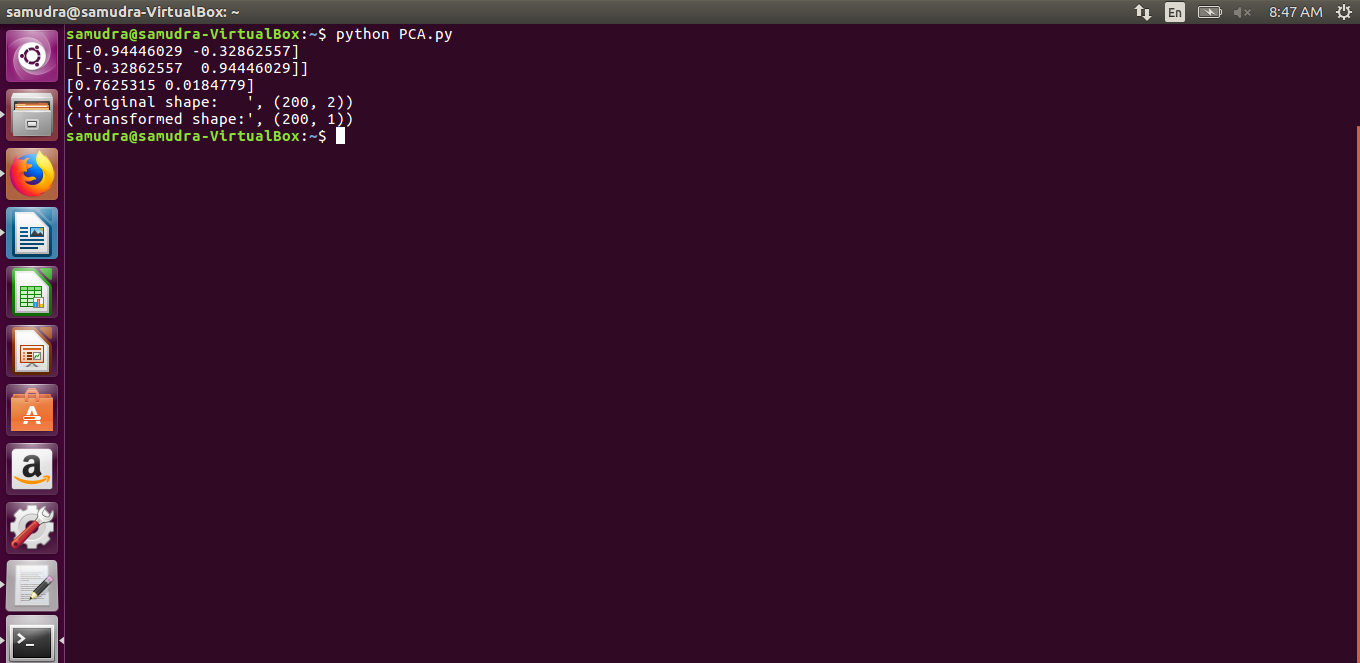 samudra@samudra-VirtualBox: ~
En
8:47 AM
samudra@samudra-VirtualBox:~$ python PCA.py
[[-0.94446029 -0.32862557]
 [-0.32862557  0.94446029]]
[0.7625315 0.0184779]
('original shape:   ', (200, 2))
('transformed shape:', (200, 1))
samudra@samudra-VirtualBox:~$
A
a
>_